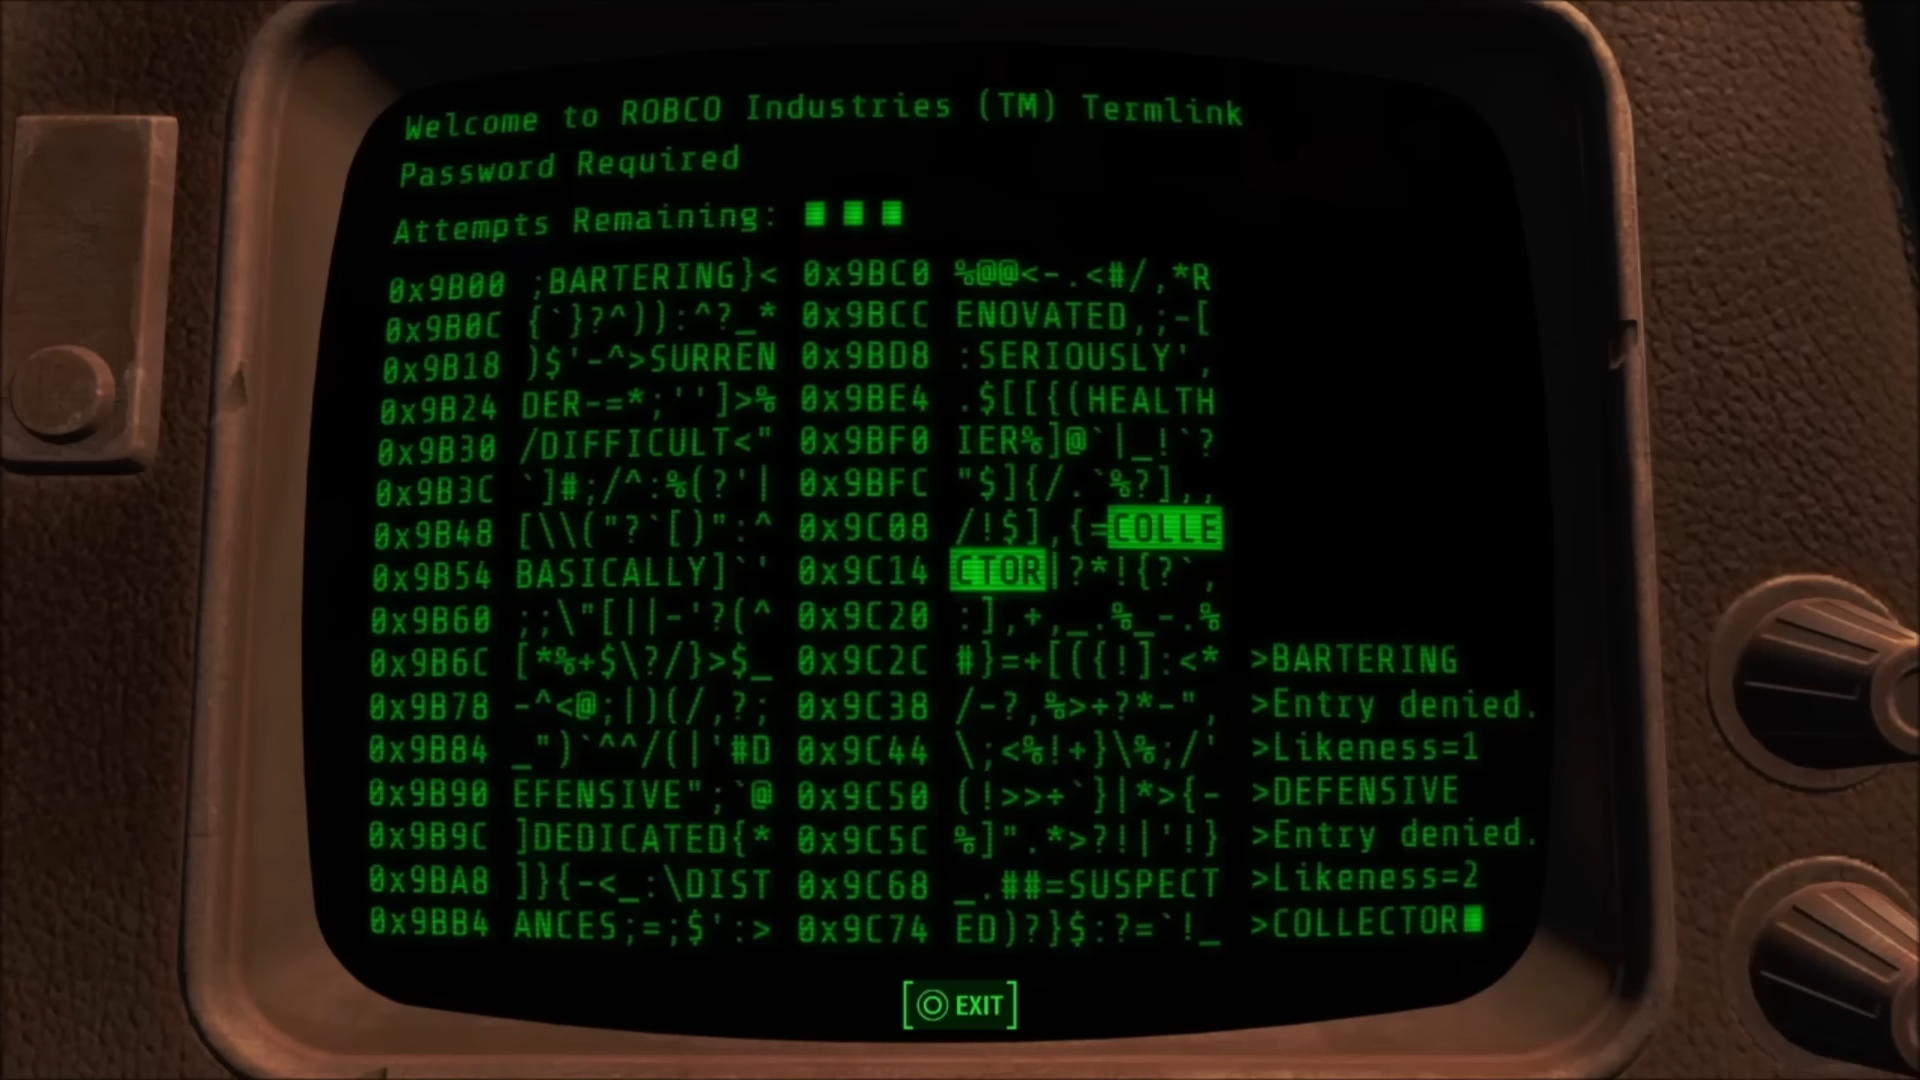 Welcome to ROBCO Industries (TM) Termlink
Password Required
Attempts Remaining: ■ ■ ■
0x9B00 ;BARTERING}< 0x9BC0 %@@<-.<#/,*R
0x9B0C {`}?^)):^?_* 0x9BCC ENOVATED,;-[
0x9B18 )$'-^>SURREN 0x9BD8 :SERIOUSLY',
0x9B24 DER-=*;'']>% 0x9BE4 .$[[{(HEALTH
0x9B30 /DIFFICULT<" 0x9BF0 IER%]@`|_!`?
0x9B3C `]#;/^:%(?'| 0x9BFC "$]{/.`%?],,
0x9B48 [\\("?`[)":^ 0x9C08 /!$],{=COLLE
0x9B54 BASICALLY]`' 0x9C14 CTOR|?*!{?`,
0x9B60 ;;\"[||-'?(^ 0x9C20 :],+,_.%_-.%
0x9B6C [*%+$\?/}>$_ 0x9C2C #}=+[({!]:<* >BARTERING
0x9B78 -^<@;|)(/,?; 0x9C38 /-?,%>+?*-", >Entry denied.
0x9B84 _")`^^/(|'#D 0x9C44 \;<%!+}\%;/' >Likeness=1
0x9B90 EFENSIVE";`@ 0x9C50 (!>>+`}|*>{- >DEFENSIVE
0x9B9C ]DEDICATED{* 0x9C5C %]".*>?!|'!} >Entry denied.
0x9BA8 ]}{-<_:\DIST 0x9C68 _.##=SUSPECT >Likeness=2
0x9BB4 ANCES;=;$':> 0x9C74 ED)?}$:?=`!_ >COLLECTOR■
EXIT